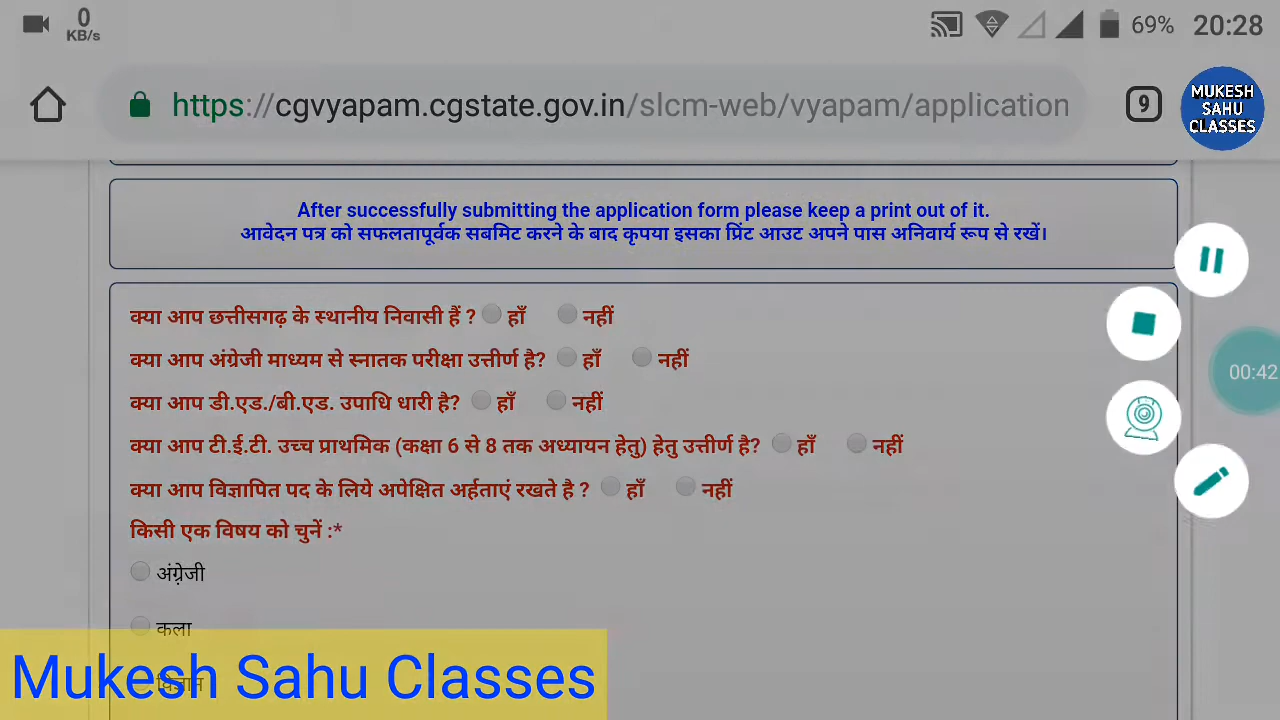 0
KB/s
69%
20:28
https://cgvyapam.cgstate.gov.in/slcm-web/vyapam/application
9
MUKESH
SAHU
CLASSES
After successfully submitting the application form please keep a print out of it.
आवेदन पत्र को सफलतापूर्वक सबमिट करने के बाद कृपया इसका प्रिंट आउट अपने पास अनिवार्य रूप से रखें।
क्या आप छत्तीसगढ़ के स्थानीय निवासी हैं ? हाँ नहीं
क्या आप अंग्रेजी माध्यम से स्नातक परीक्षा उत्तीर्ण है? हाँ नहीं
क्या आप डी.एड./बी.एड. उपाधि धारी है? हाँ नहीं
क्या आप टी.ई.टी. उच्च प्राथमिक (कक्षा 6 से 8 तक अध्यायन हेतु) हेतु उत्तीर्ण है? हाँ नहीं
क्या आप विज्ञापित पद के लिये अपेक्षित अर्हताएं रखते है ? हाँ नहीं
00:42
किसी एक विषय को चुनें :*
अंग्रेजी
कला
विज्ञान
Mukesh Sahu Classes